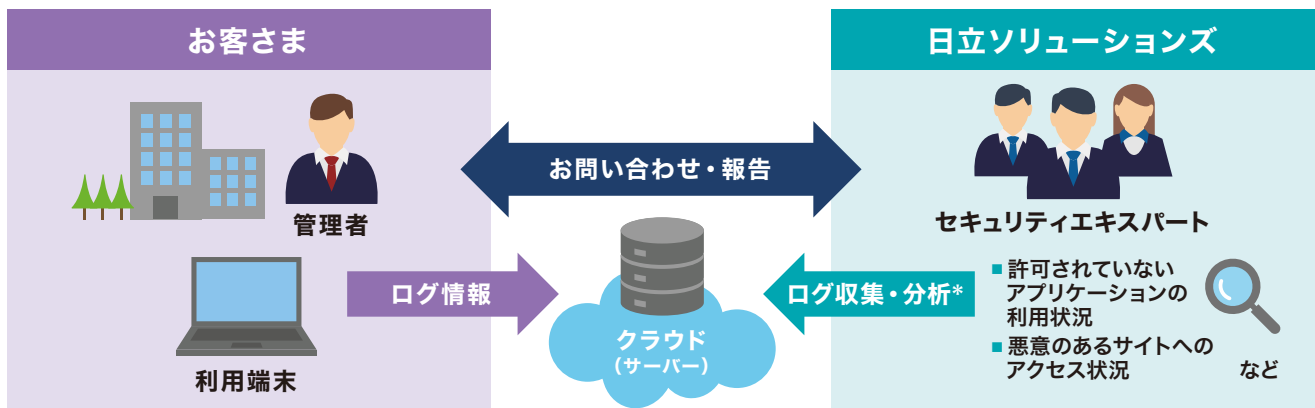 お客さま
管理者
利用端末
お問い合わせ・報告
ログ情報
クラウド
（サーバー）
ログ収集・分析*
日立ソリューションズ
セキュリティエキスパート
■ 許可されていない
アプリケーションの
利用状況
■ 悪意のあるサイトへの
アクセス状況
など